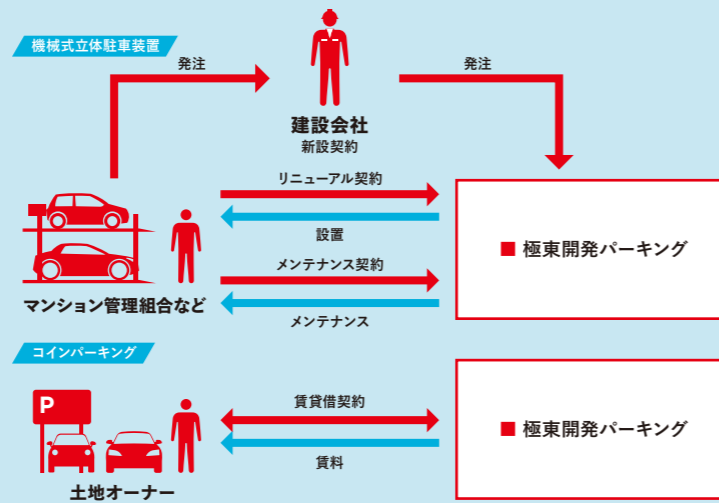 機械式立体駐車装置
発注
発注
建設会社
新設契約
リニューアル契約
設置
メンテナンス契約
メンテナンス
マンション管理組合など
■ 極東開発パーキング
コインパーキング
P
賃貸借契約
賃料
土地オーナー
■ 極東開発パーキング